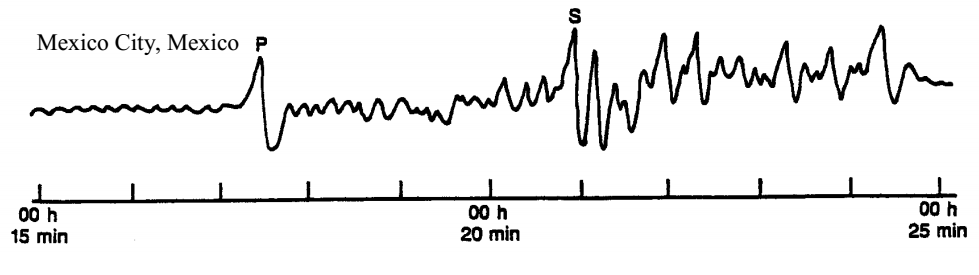 S
Mexico City, Mexico P
00 h 00 h 00 h
15 min 20 min 25 min